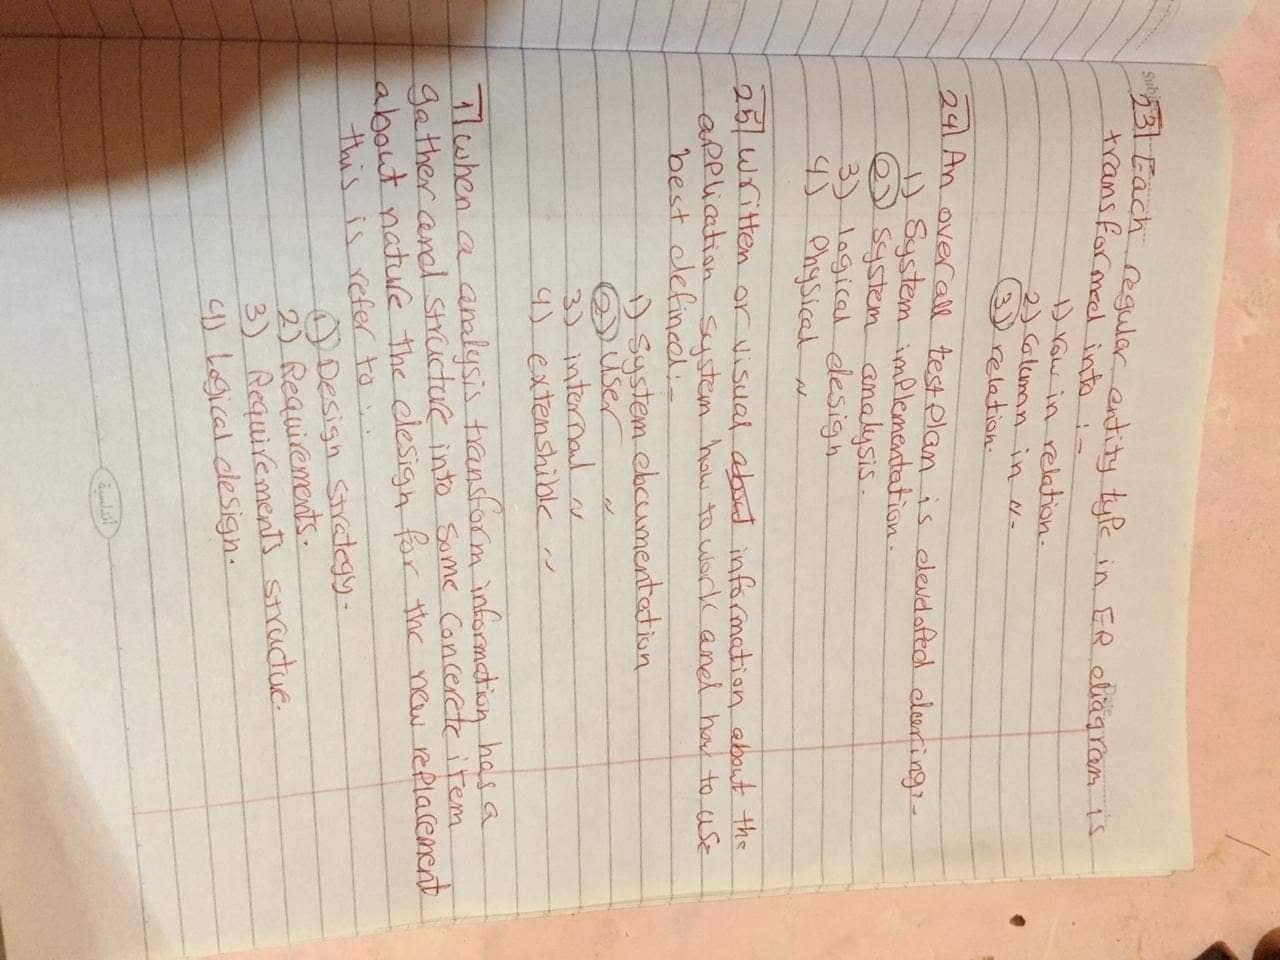 23| Each regular entity type in ER diagram is
transformed into :-
1) row in relation.
2) column in " -
3) relation.
24| An overall test plan is developted duering:-
1) System implementation.
2) system analysis.
3) Logical design
4) Physical "
25| Written or visual about information about the
application system how to work and how to use
best defined:-
1) System documentation
2) User "
3) internal "
4) extenshible "
1| When a analysis transform information has a
gather and structure into some concerete item
about nature the design for the new replacement
this is refer to :.
1) Design strategy.
2) Requirements.
3) Requirements structure.
4) Logical design.